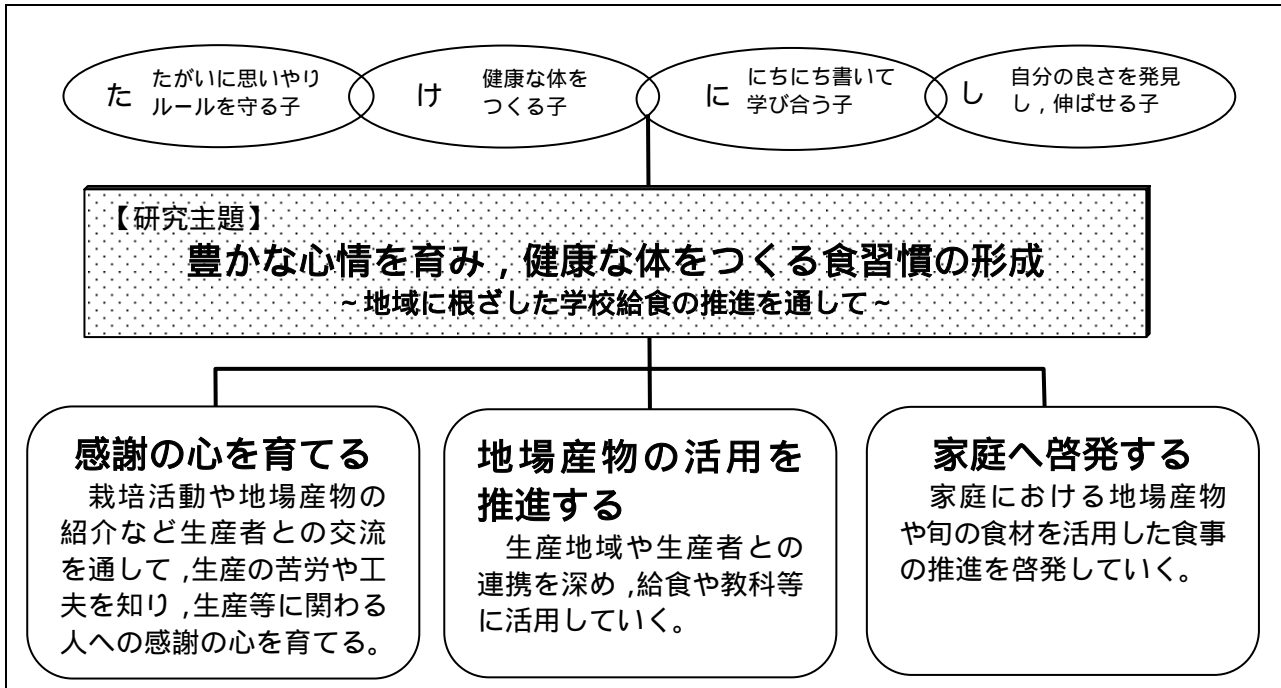 た たがいに思いやり
ルールを守る子
け 健康な体を
つくる子
に にちにち書いて
学び合う子
し 自分の良さを発見
し，伸ばせる子
【研究主題】
豊かな心情を育み，健康な体をつくる食習慣の形成
~地域に根ざした学校給食の推進を通して~
感謝の心を育てる
栽培活動や地場産物の
紹介など生産者との交流
を通して，生産の苦労や工
夫を知り，生産等に関わる
人への感謝の心を育てる。
地場産物の活用を
推進する
生産地域や生産者との
連携を深め，給食や教科等
に活用していく。
家庭へ啓発する
家庭における地場産物
や旬の食材を活用した食事
の推進を啓発していく。